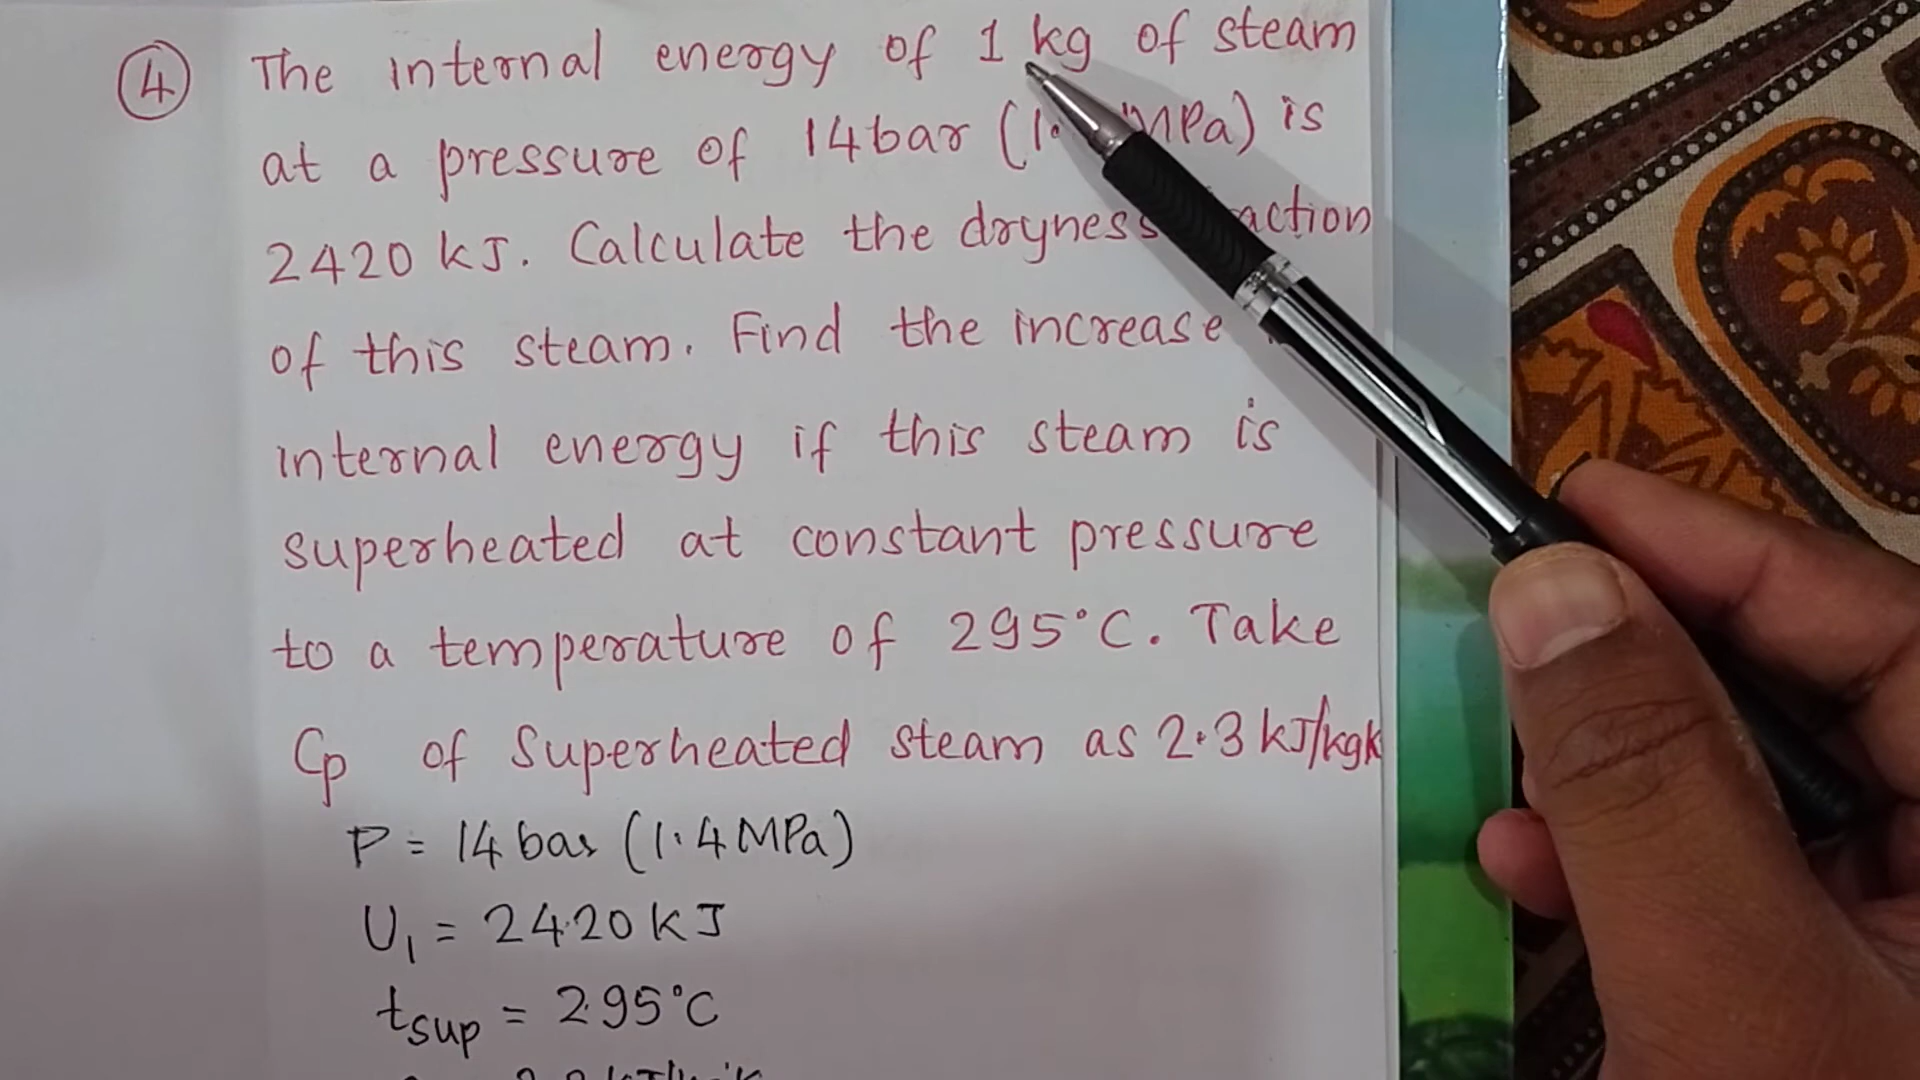 4 The internal energy of 1 kg of steam
at a pressure of 14bar (1. MPa) is
2420 kJ. Calculate the dryness
of this steam. Find the increase
internal energy if this steam is
superheated at constant pressure
to a temperature of 295°C. Take
Cp of Superheated steam as 2.3 kJ/kgK
P = 14 bar (1.4 MPa)
U1 = 2420 kJ
tsup = 295°C